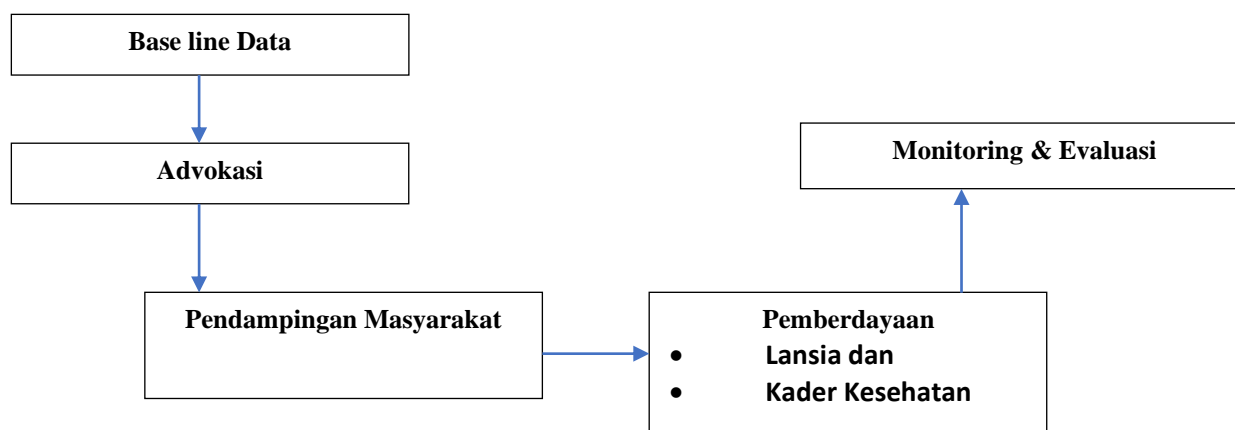 Base line Data
Advokasi
Pendampingan Masyarakat
Pemberdayaan
• Lansia dan
• Kader Kesehatan
Monitoring & Evaluasi